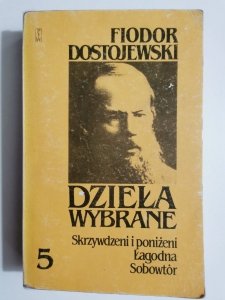 FIODOR
DOSTOJEWSKI
DZIEŁA
WYBRANE
Skrzywdzeni i poniżeni
Łagodna
Sobowtór
5